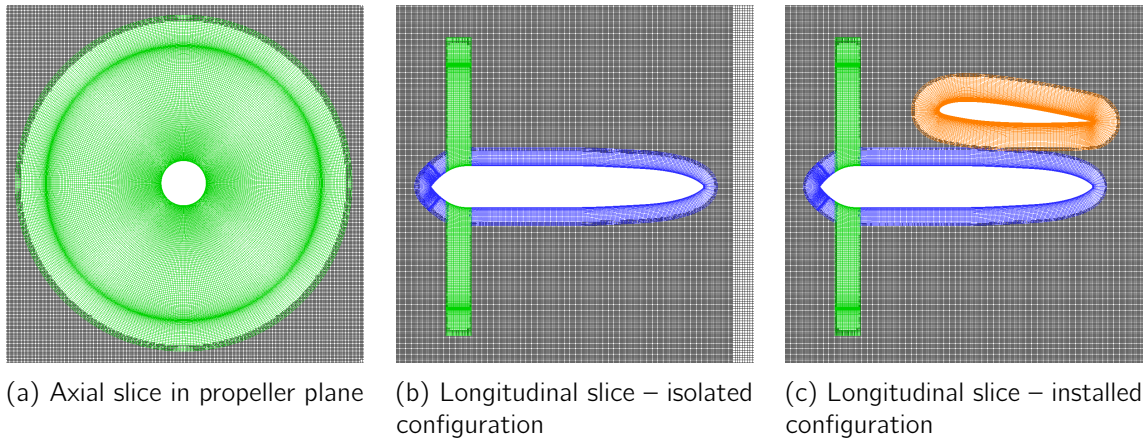 (a) Axial slice in propeller plane
(b) Longitudinal slice – isolated
configuration
(c) Longitudinal slice – installed
configuration